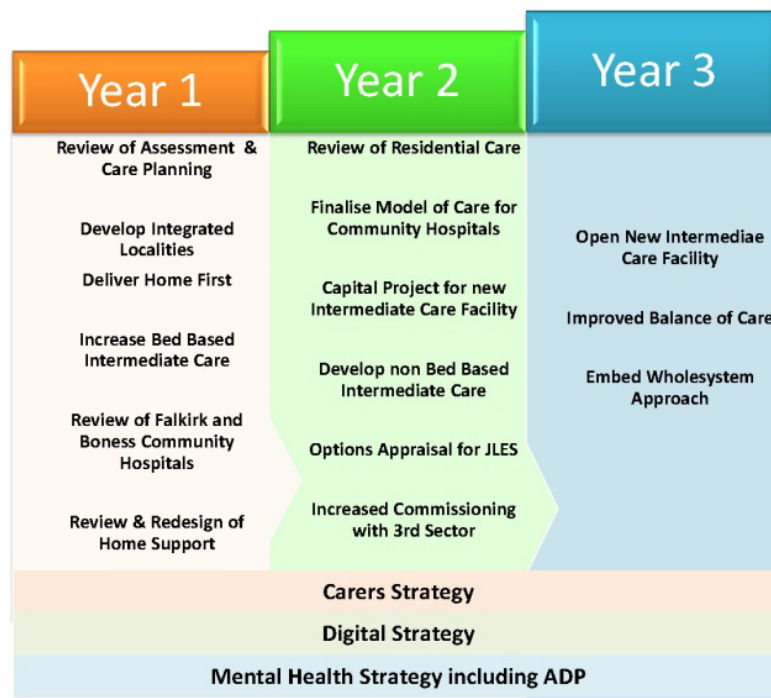 Year 1
Review of Assessment &
Care Planning
Develop Integrated
Localities
Deliver Home First
Increase Bed Based
Intermediate Care
Review of Falkirk and
Boness Community
Hospitals
Review & Redesign of
Home Support
Year 2
Review of Residential Care
Finalise Model of Care for
Community Hospitals
Capital Project for new
Intermediate Care Facility
Develop non Bed Based
Intermediate Care
Options Appraisal for JLES
Increased Commissioning
with 3rd Sector
Year 3
Open New Intermediae
Care Facility
Improved Balance of Care
Embed Wholesystem
Approach
Carers Strategy
Digital Strategy
Mental Health Strategy including ADP